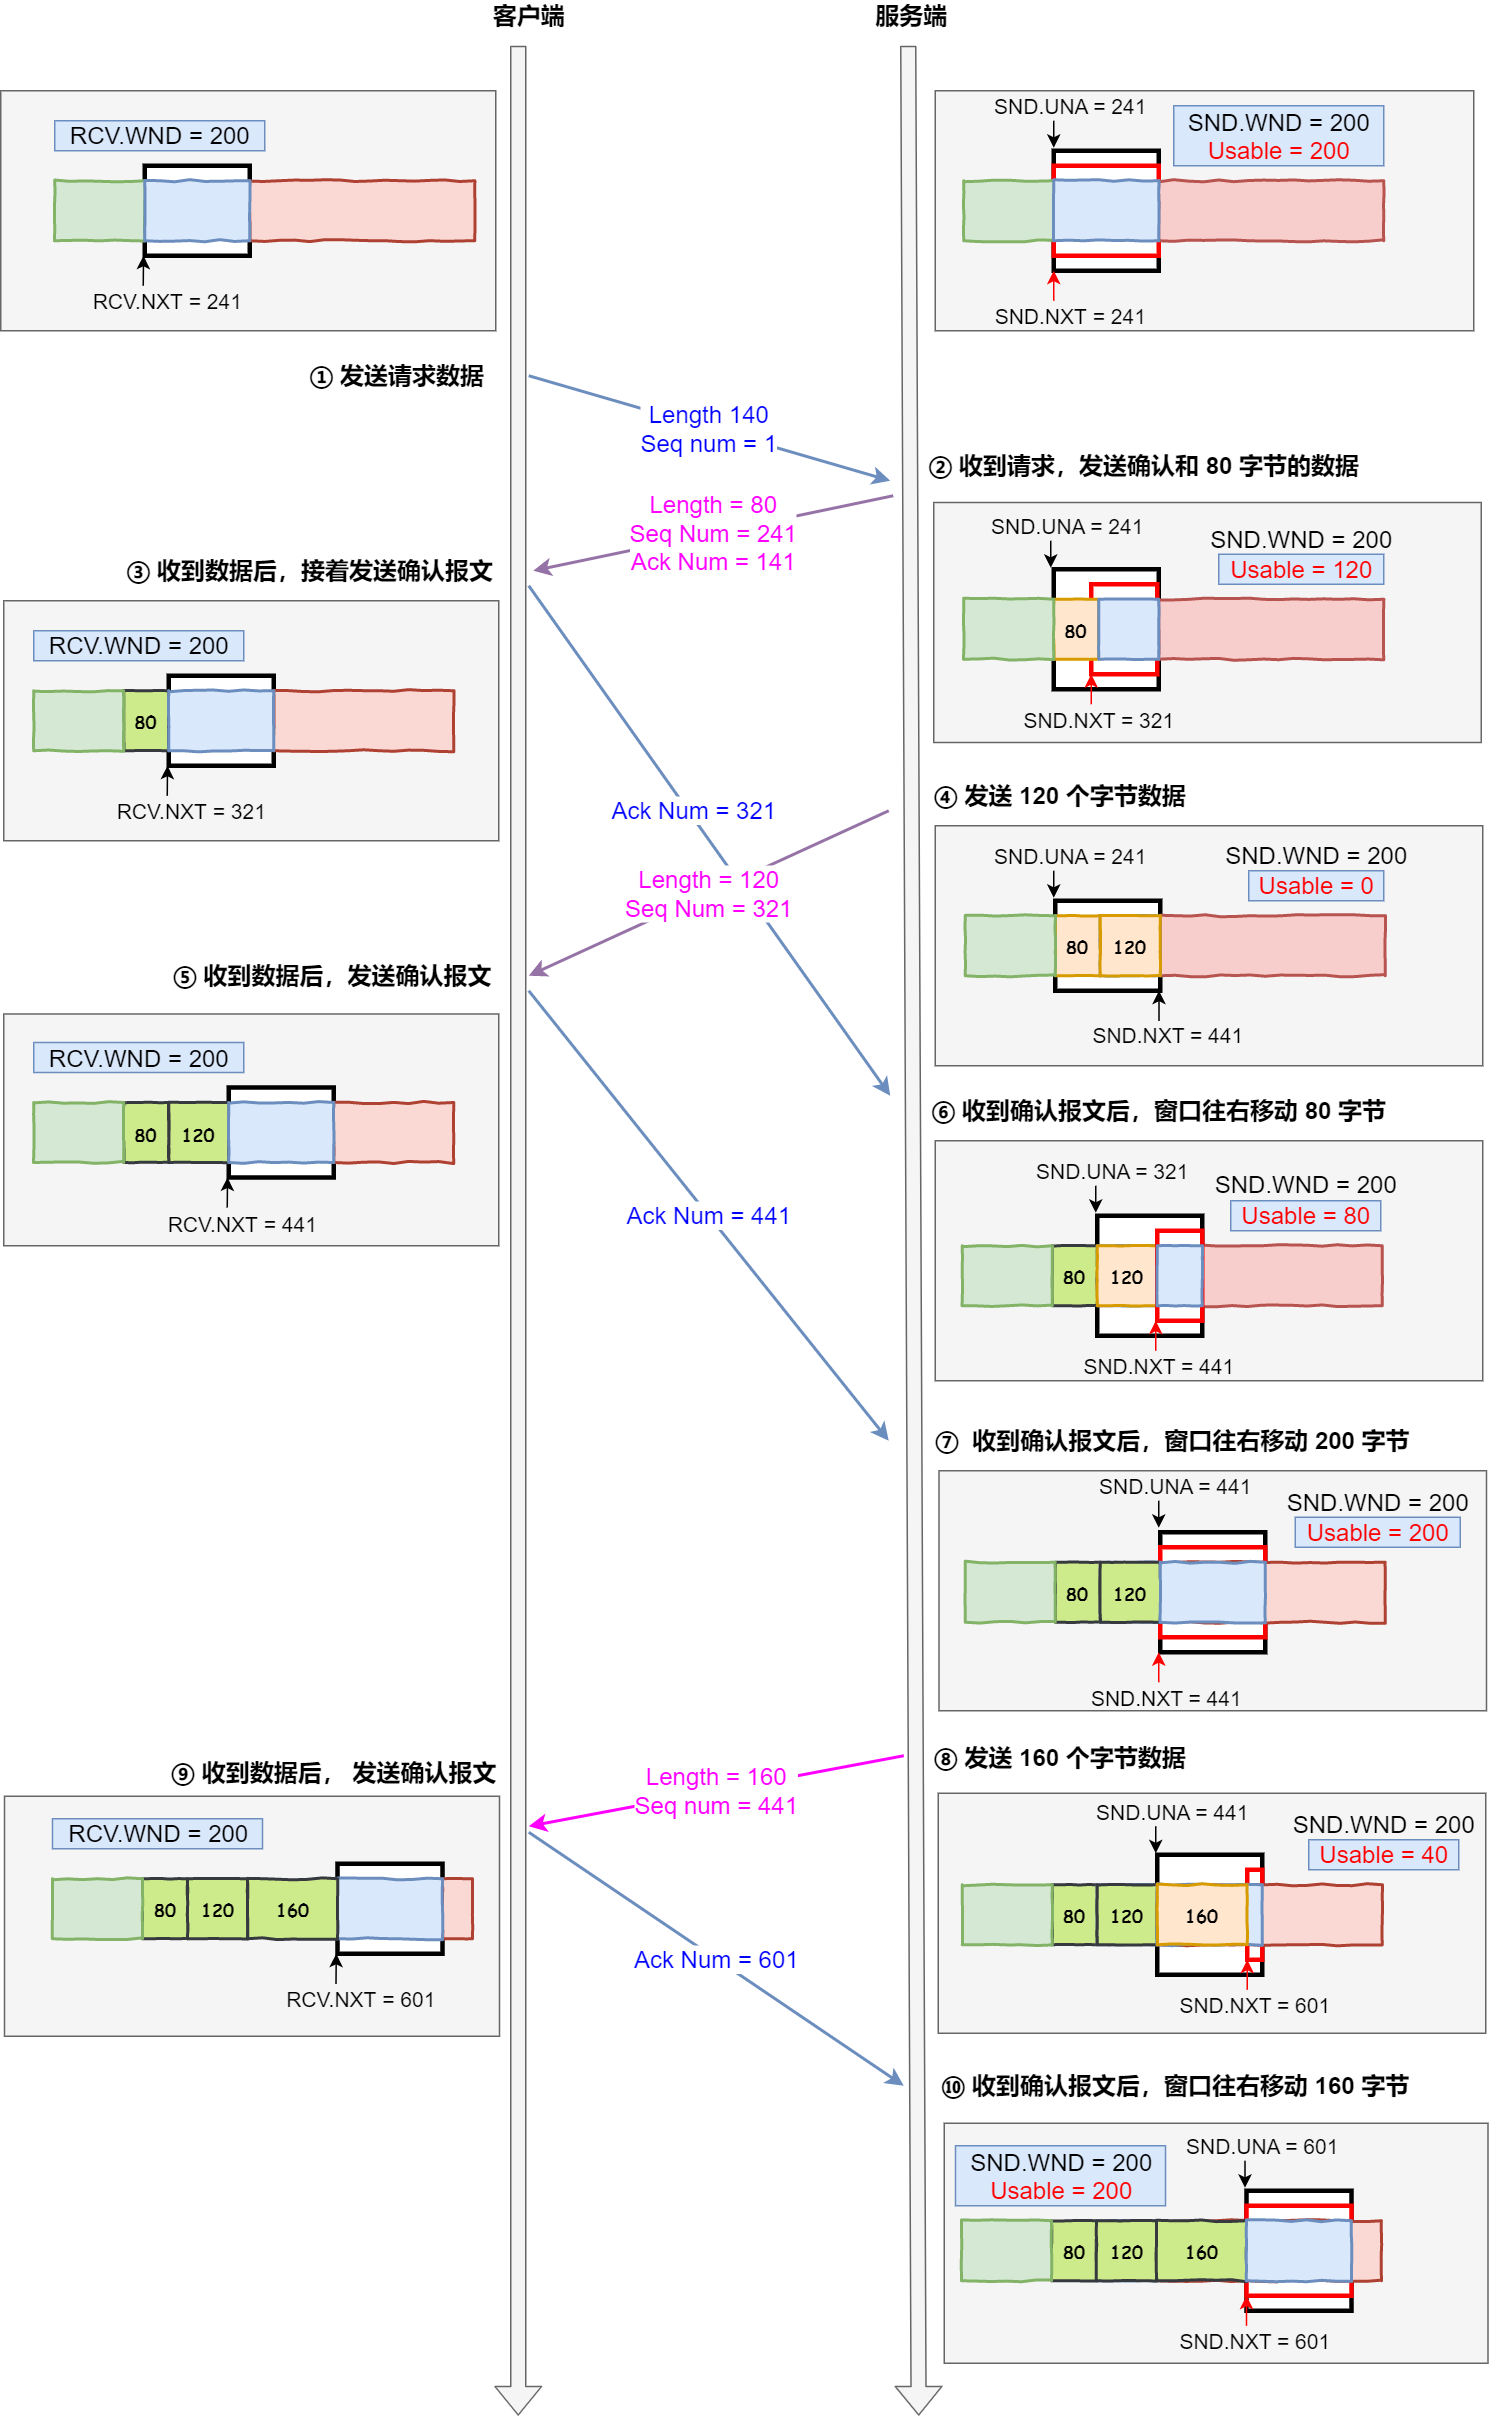 客户端
服务端
RCV.WND = 200
RCV.NXT = 241
SND.UNA = 241
SND.WND = 200
Usable = 200
SND.NXT = 241
① 发送请求数据
Length 140
Seq num = 1
② 收到请求，发送确认和 80 字节的数据
Length = 80
Seq Num = 241
Ack Num = 141
SND.UNA = 241
SND.WND = 200
Usable = 120
80
SND.NXT = 321
③ 收到数据后，接着发送确认报文
RCV.WND = 200
80
RCV.NXT = 321
Ack Num = 321
④ 发送 120 个字节数据
SND.UNA = 241
SND.WND = 200
Usable = 0
80
120
SND.NXT = 441
Length = 120
Seq Num = 321
⑤ 收到数据后，发送确认报文
RCV.WND = 200
80
120
RCV.NXT = 441
⑥ 收到确认报文后，窗口往右移动 80 字节
SND.UNA = 321
SND.WND = 200
Usable = 80
80
120
SND.NXT = 441
Ack Num = 441
⑦ 收到确认报文后，窗口往右移动 200 字节
SND.UNA = 441
SND.WND = 200
Usable = 200
80
120
SND.NXT = 441
⑧ 发送 160 个字节数据
Length = 160
Seq num = 441
SND.UNA = 441
SND.WND = 200
Usable = 40
80
120
160
SND.NXT = 601
⑨ 收到数据后， 发送确认报文
RCV.WND = 200
80
120
160
RCV.NXT = 601
Ack Num = 601
⑩ 收到确认报文后，窗口往右移动 160 字节
SND.WND = 200
Usable = 200
SND.UNA = 601
80
120
160
SND.NXT = 601